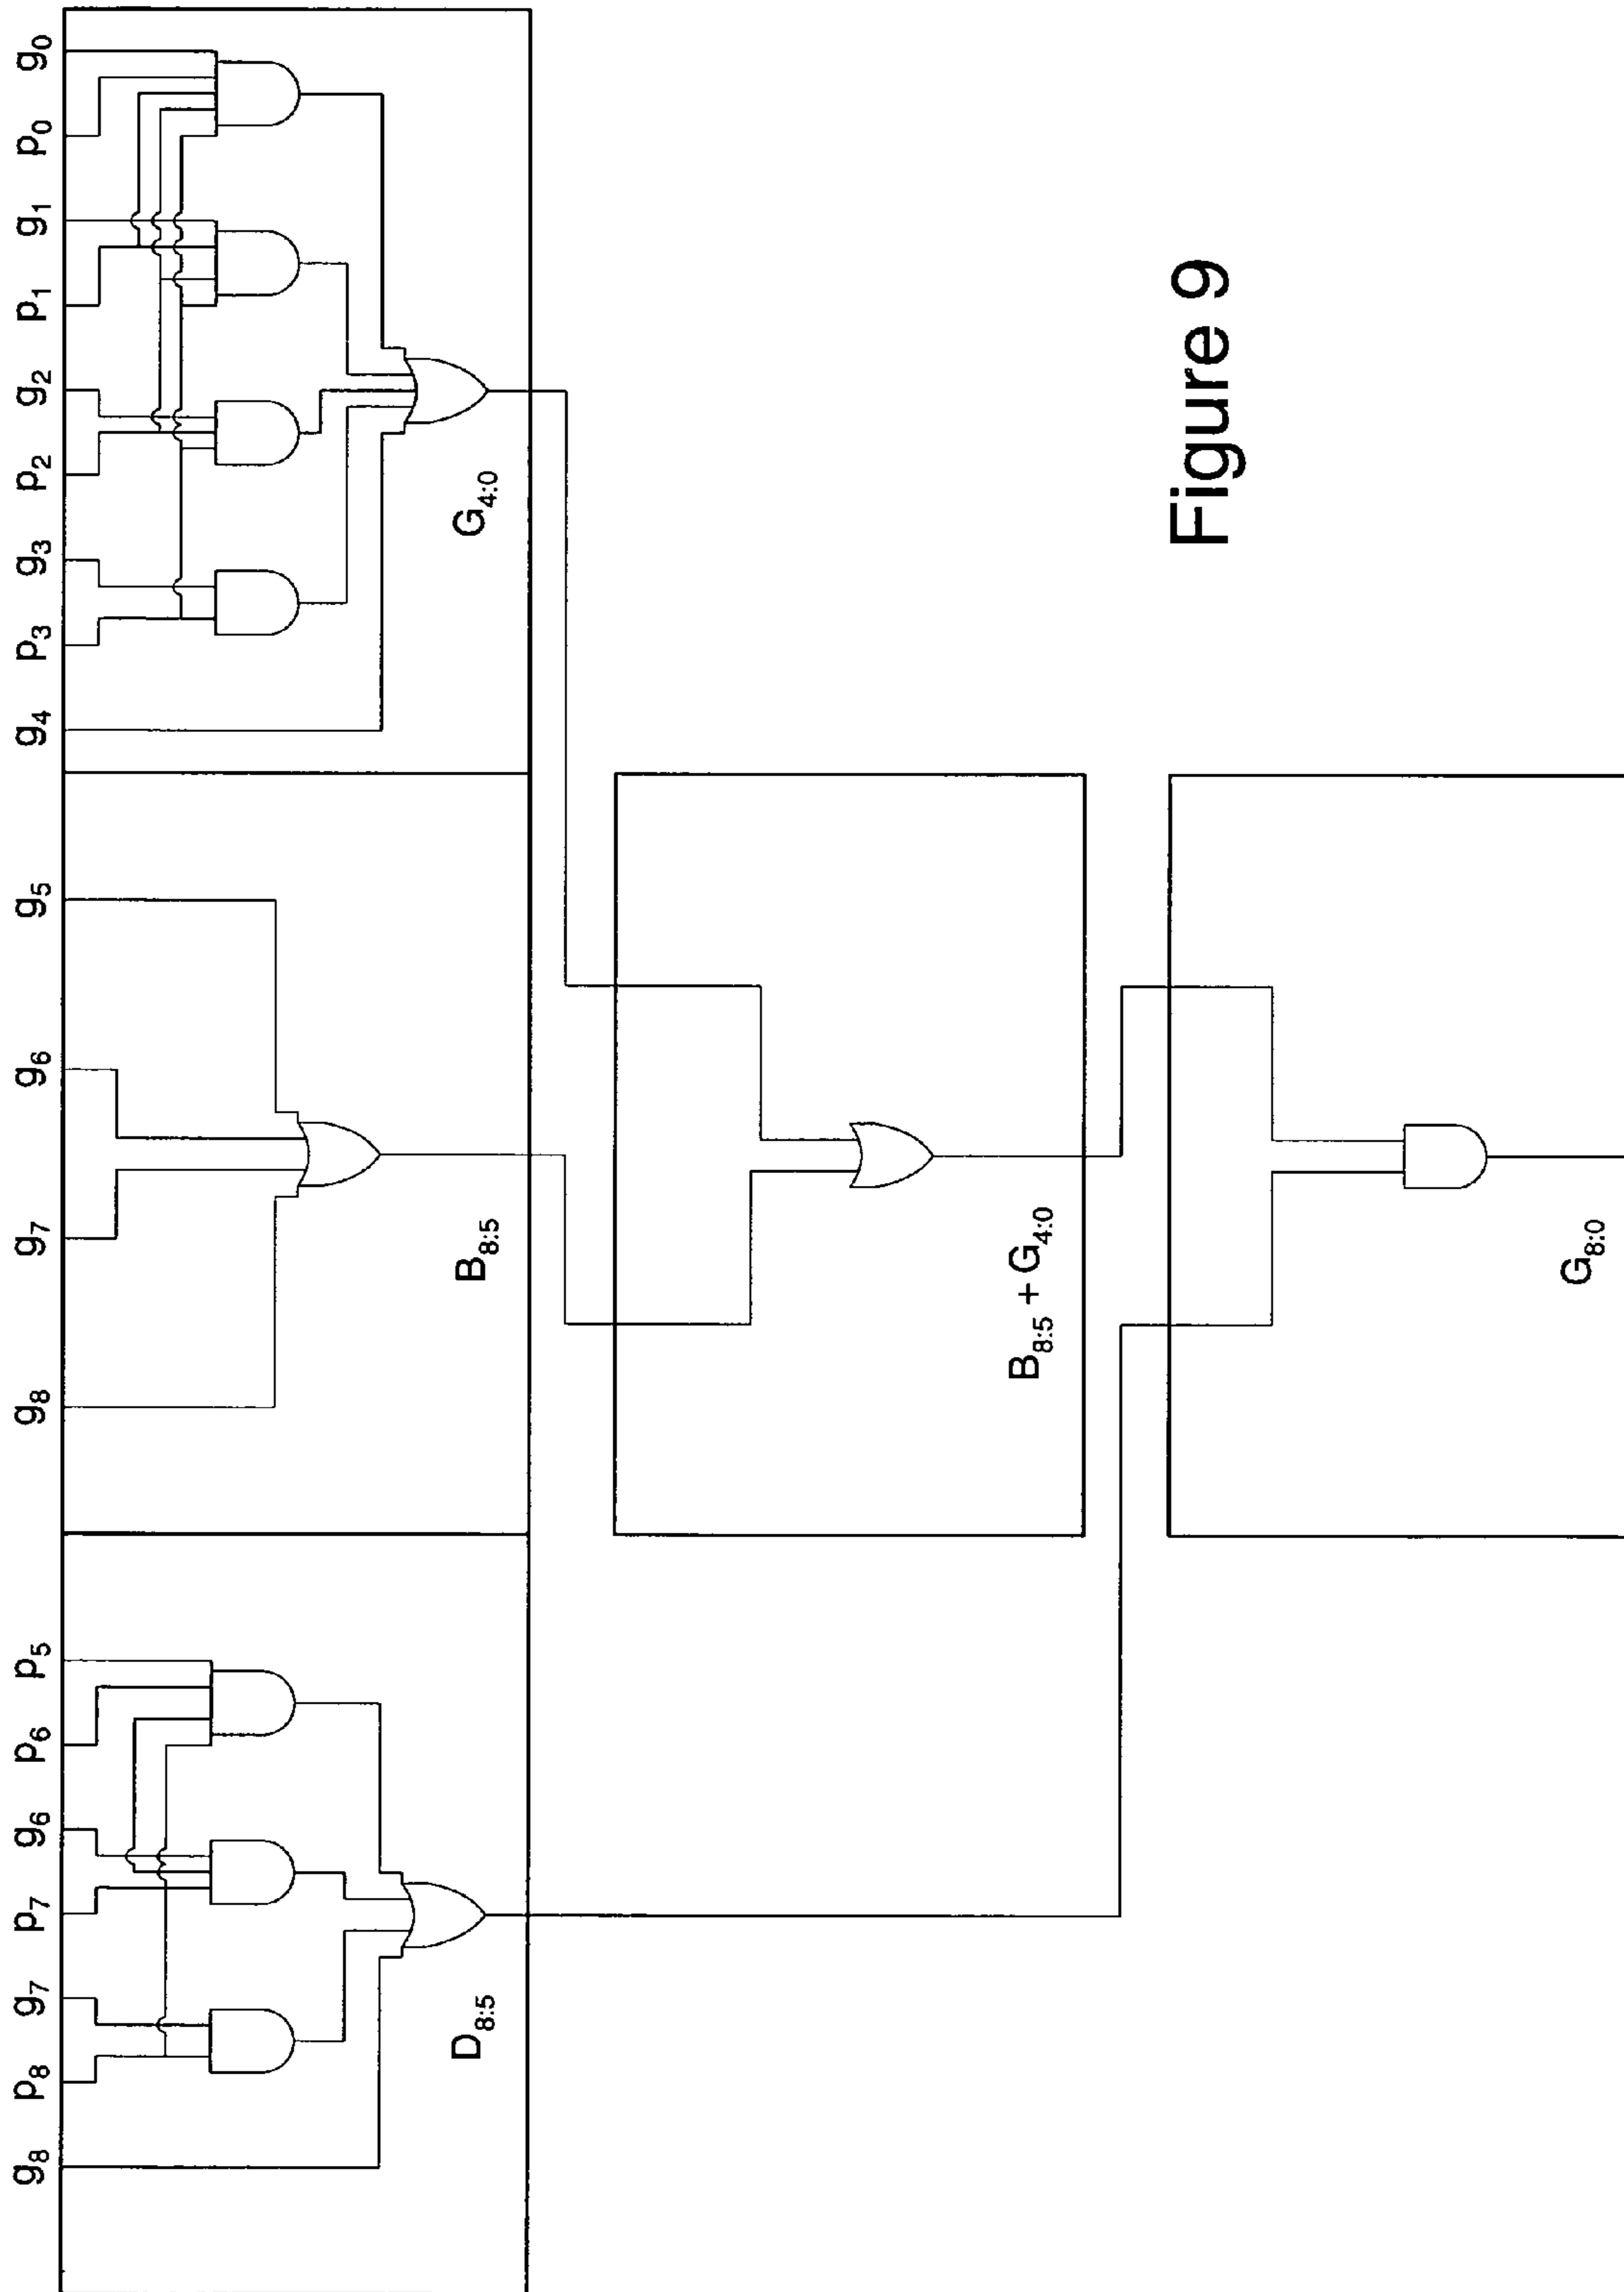 g₈ p₈ g₇ p₇ g₆ p₆ p₅ g₈ g₇ g₆ g₅ g₄ p₃ g₃ p₂ g₂ p₁ g₁ p₀ g₀
D₈:₅
B₈:₅
G₄:₀
B₈:₅ + G₄:₀
G₈:₀
Figure 9